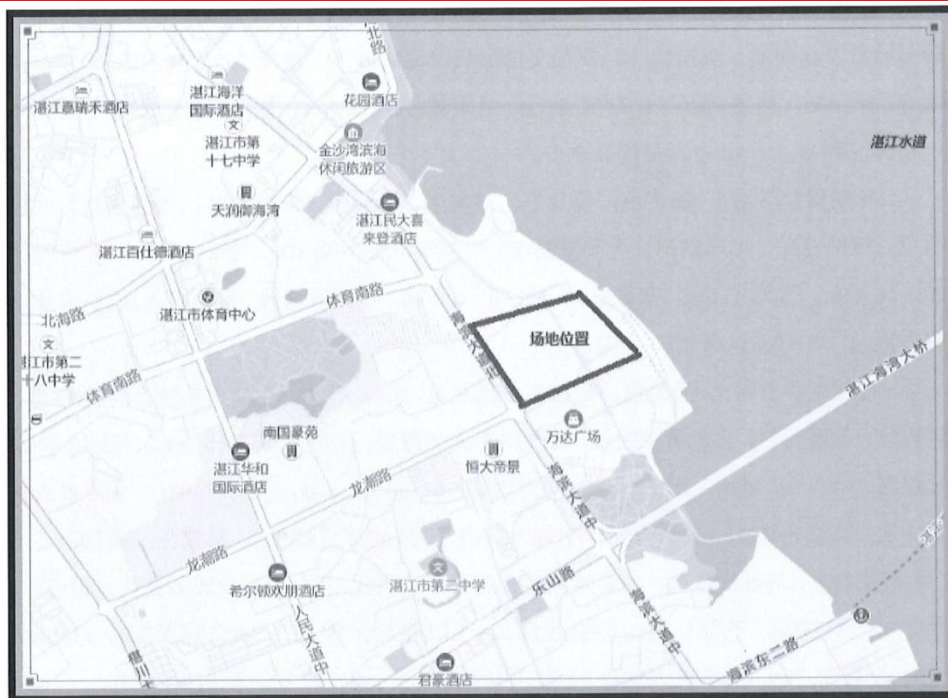 北路
湛江嘉瑞禾酒店
湛江海洋
国际酒店
花园酒店
湛江市第
十七中学
金沙湾滨海
休闲旅游区
湛江水道
天润御海湾
湛江民大喜
来登酒店
湛江百仕德酒店
体育南路
湛江市体育中心
北海路
海滨大道北
场地位置
湛江市第二
十八中学
体育南路
湛江海湾大桥
南国豪苑
万达广场
湛江华和
国际酒店
恒大帝景
龙潮路
海滨大道中
龙潮路
希尔顿欢朋酒店
湛江市第二中学
乐山路
人民大道中
海滨大道中
海滨东二路
君豪酒店